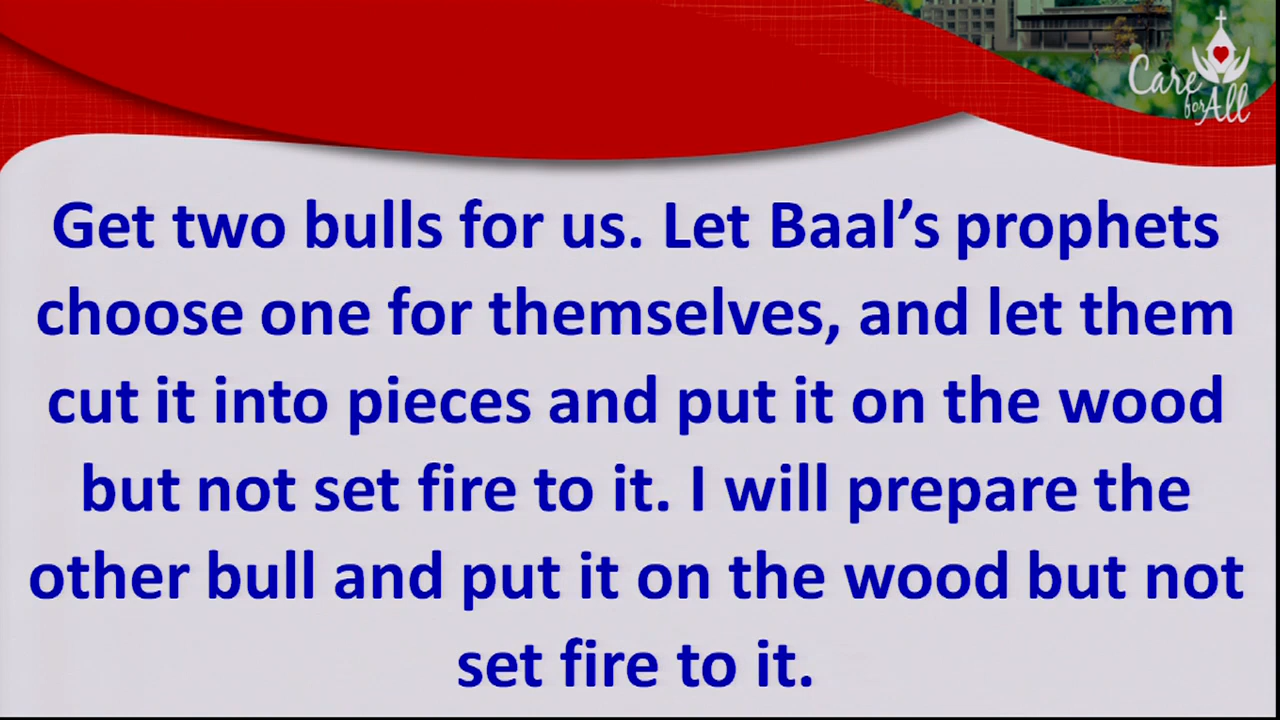 Care
for All
Get two bulls for us. Let Baal’s prophets
choose one for themselves, and let them
cut it into pieces and put it on the wood
but not set fire to it. I will prepare the
other bull and put it on the wood but not
set fire to it.